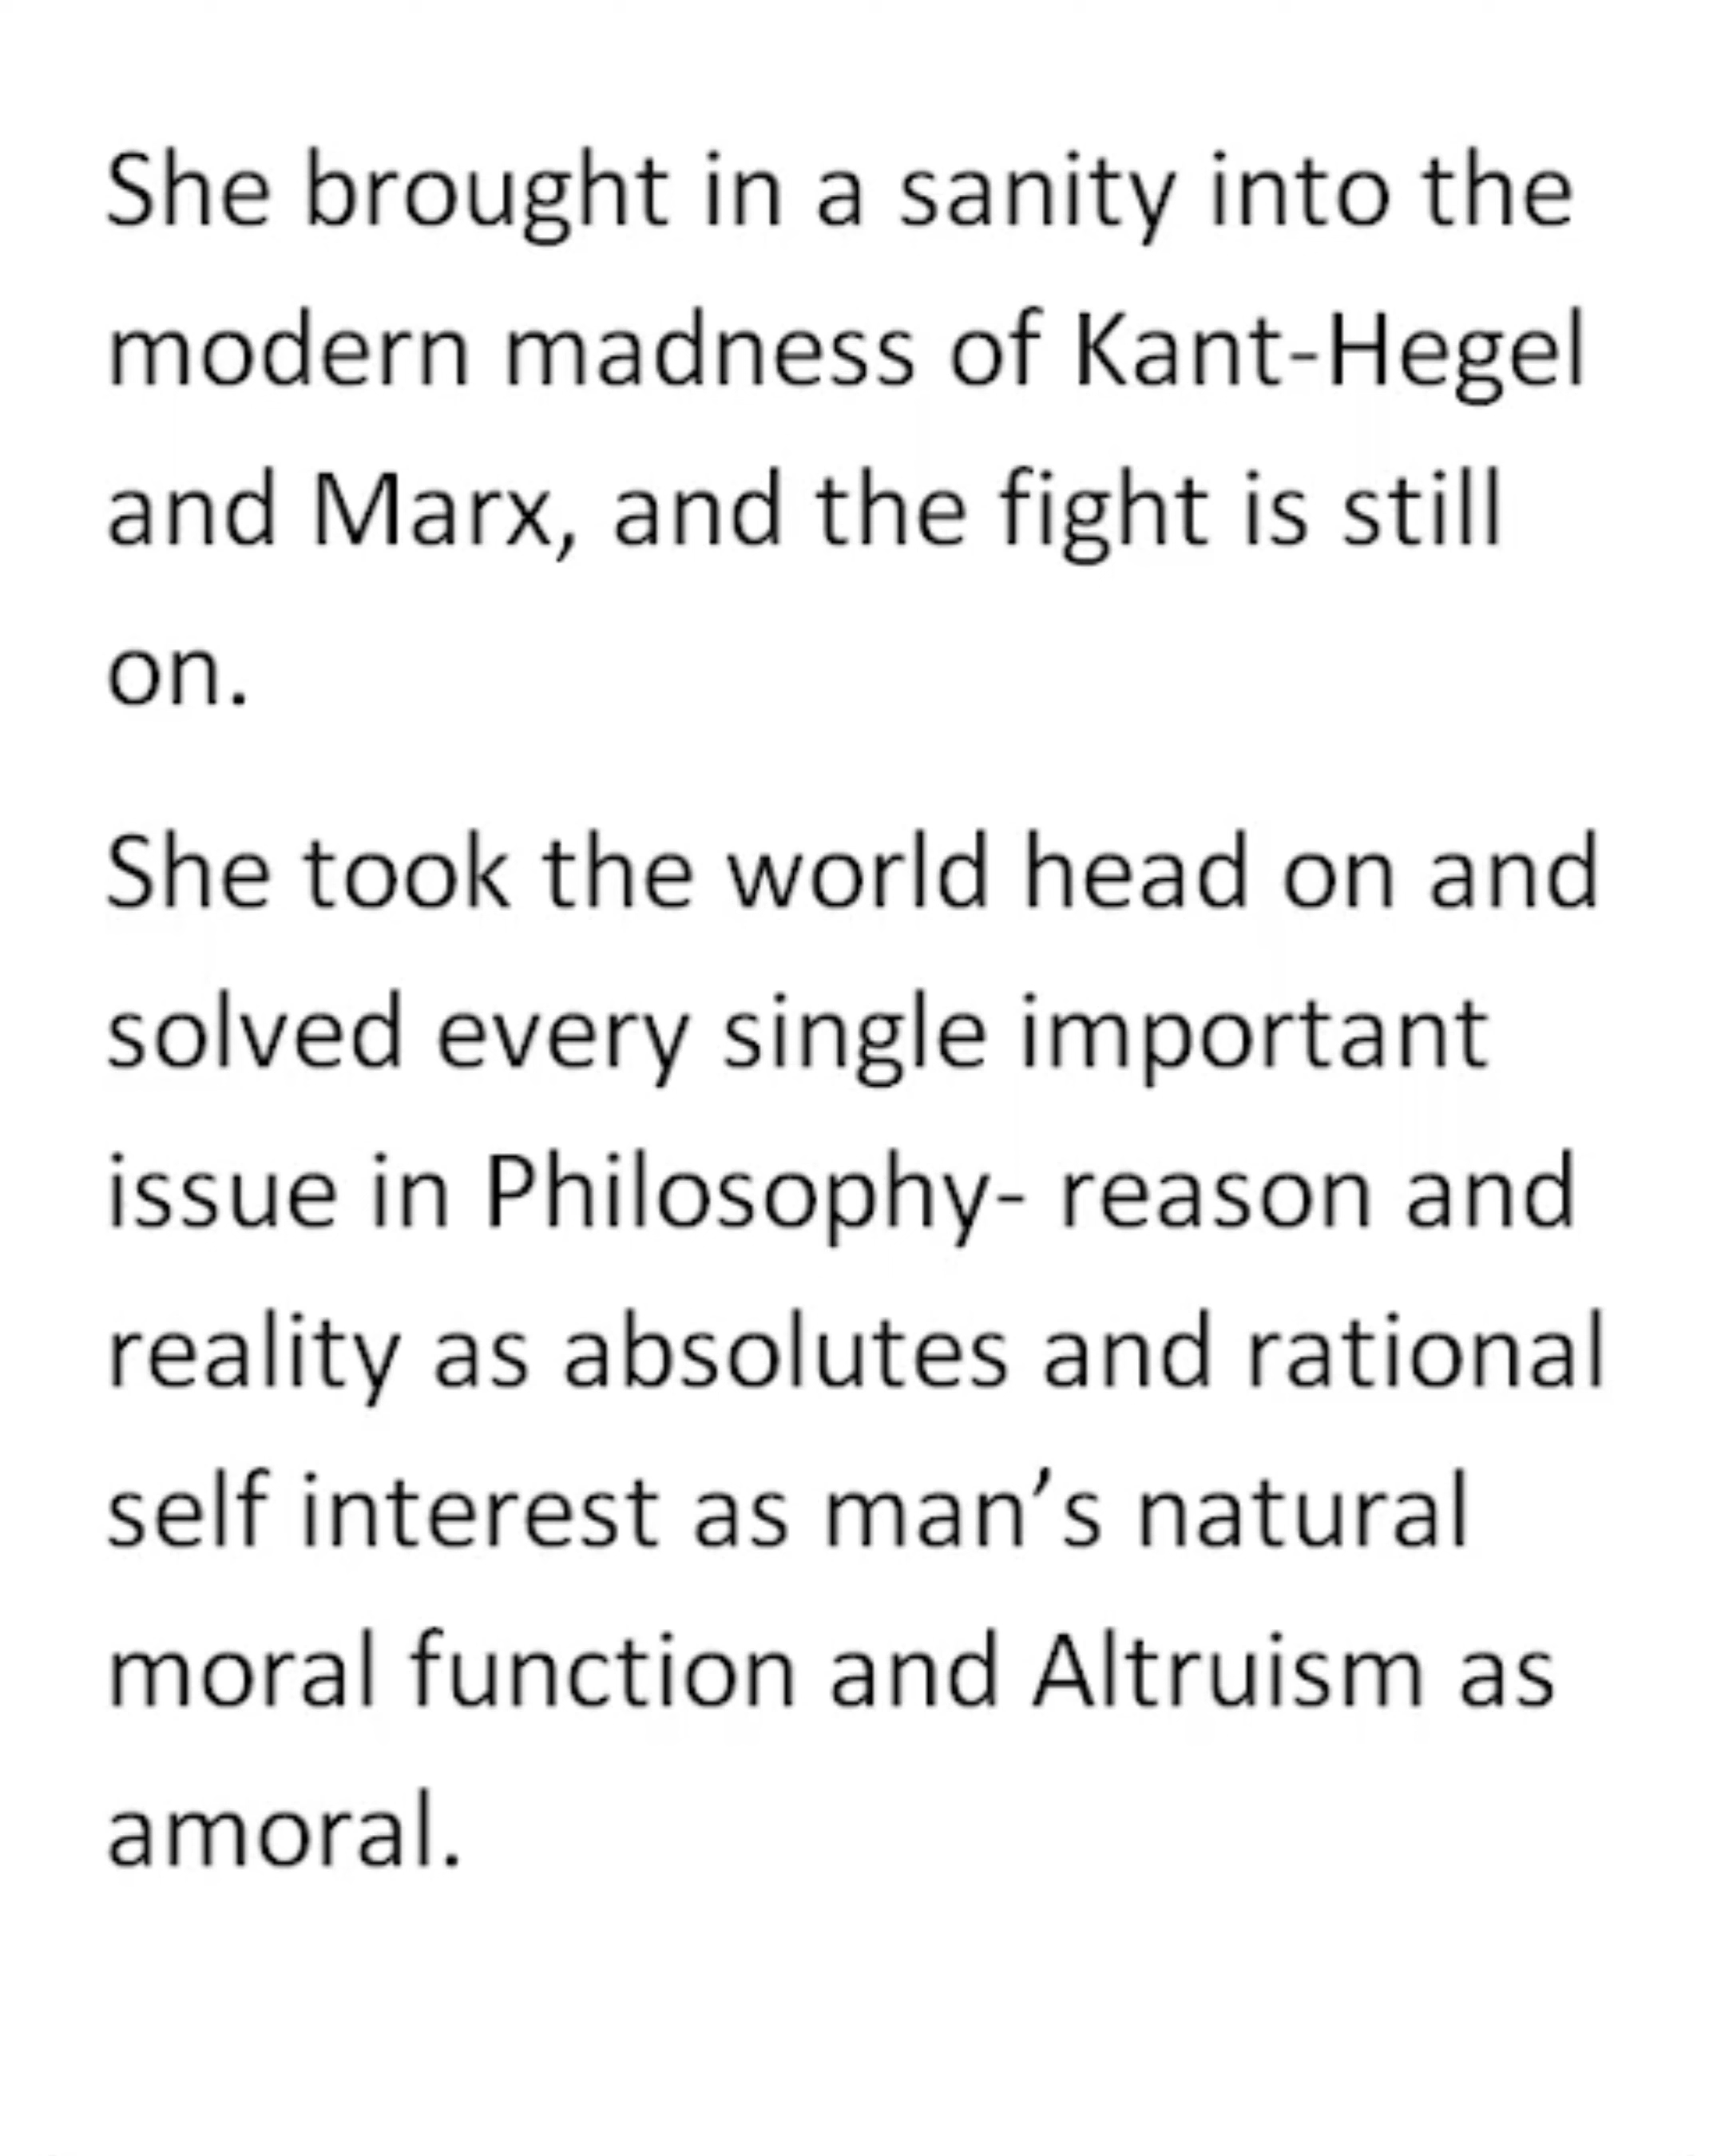 She brought in a sanity into the
modern madness of Kant-Hegel
and Marx, and the fight is still
on.
She took the world head on and
solved every single important
issue in Philosophy- reason and
reality as absolutes and rational
self interest as man’s natural
moral function and Altruism as
amoral.